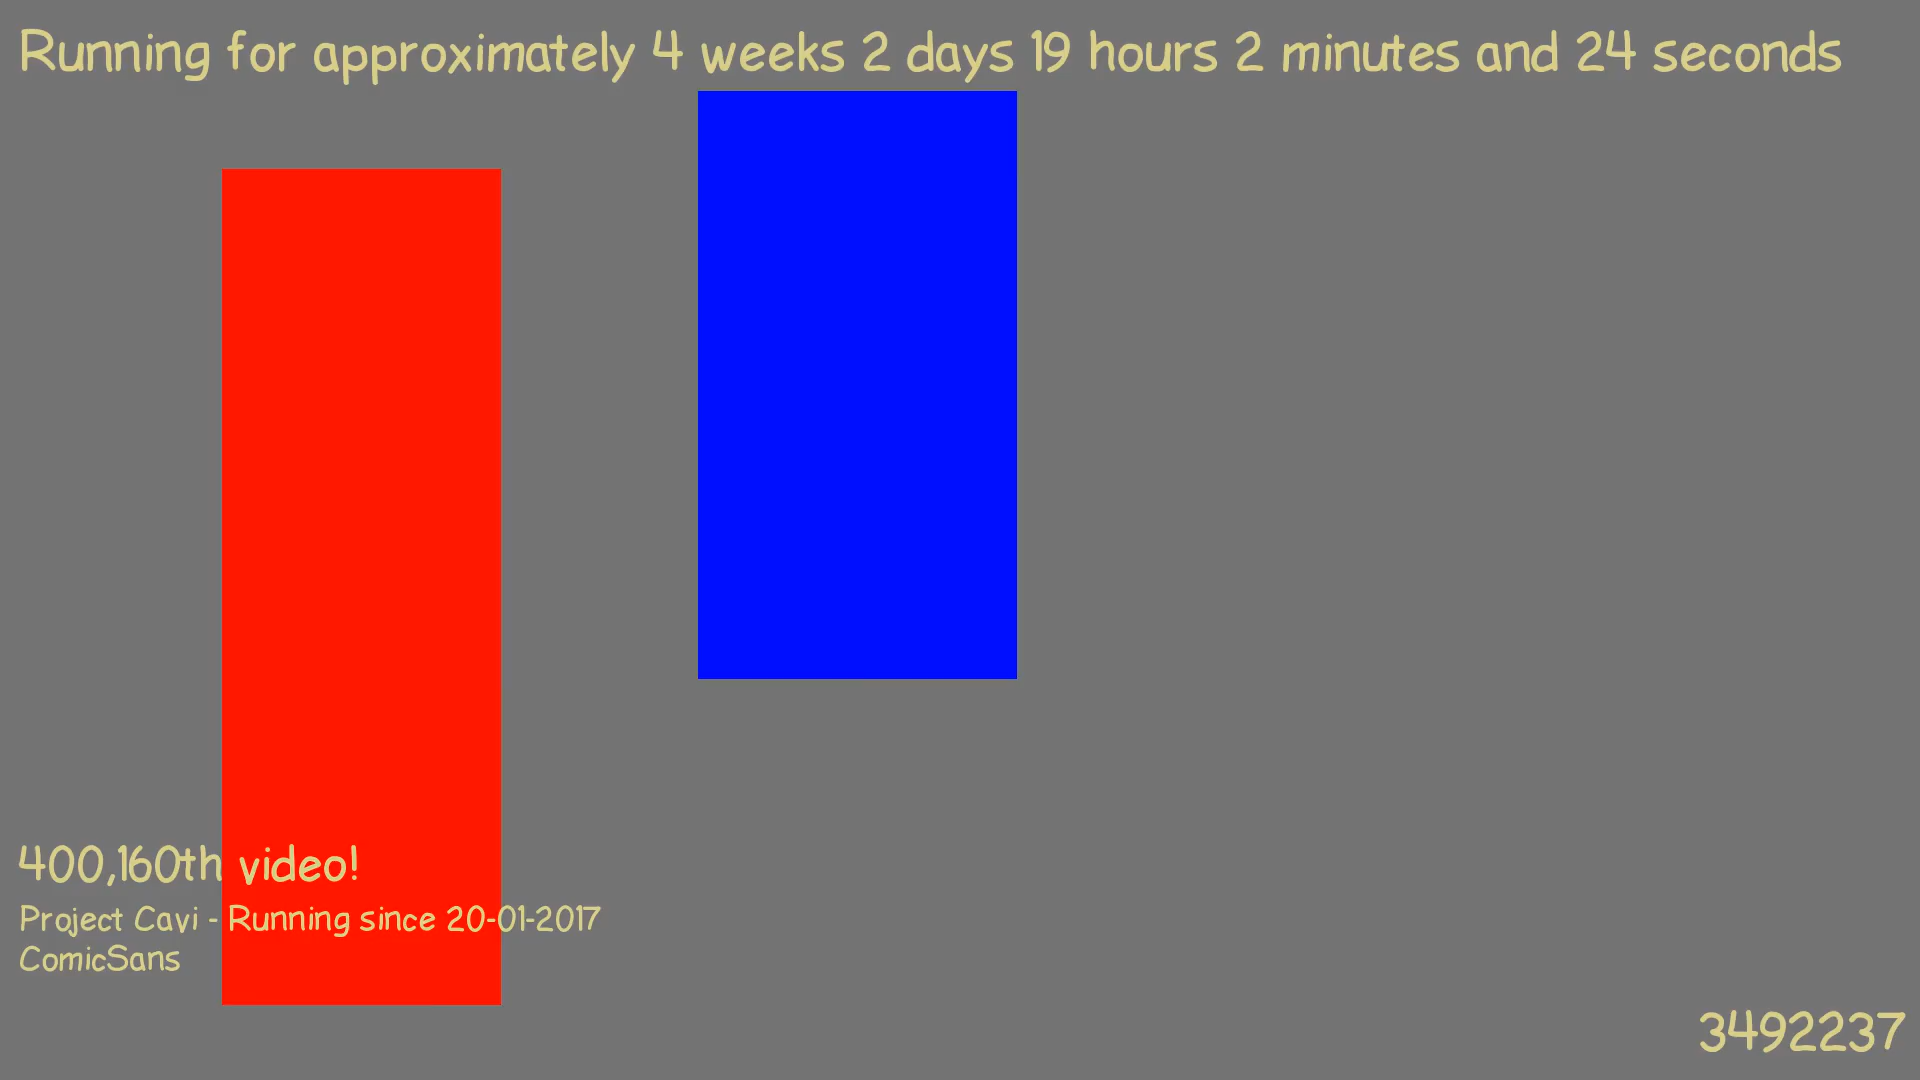 Running for approximately 4 weeks 2 days 19 hours 2 minutes and 24 seconds
400,160th video!
Project Cavi - Running since 20-01-2017
ComicSans
3492237